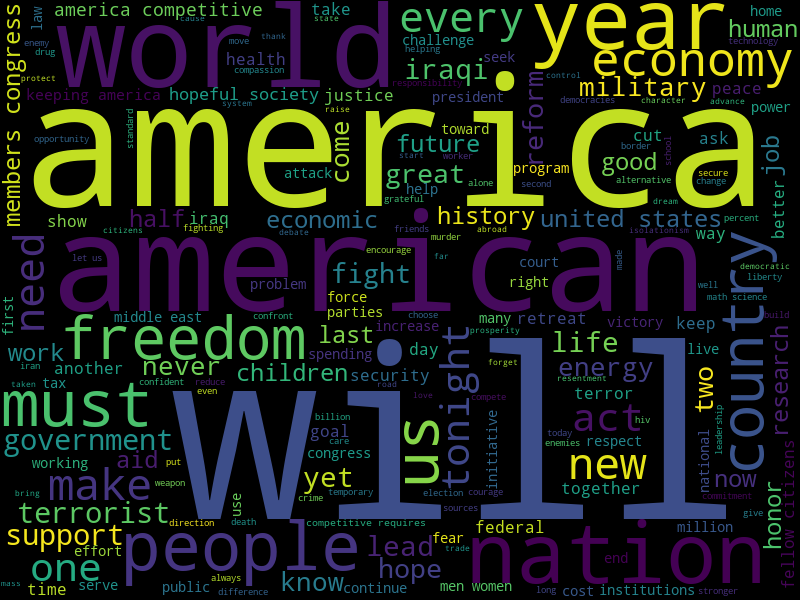 america competitive
take
every
year
home
law
cause
state
thank
world
human
enemy
move
helping
challenge
technology
drug
health
compassion
seek
economy
members congress
iraqi
responsibility
control
protect
keeping america
hopeful society
justice
president
military
peace
system
raise
democracies
character
advance
power
america
opportunity
standard
come
toward
reform
cut
ask
job
future
start
worker
border
school
attack
great
program
good
secure
help
alone
second
alternative
change
better
grateful
dream
show
half
iraq
economic
history
united states
percent
citizens
fighting
debate
friends
abroad
isolationism
way
need
american
encourage
murder
court
made
democratic
let us
far
well
liberty
problem
fight
right
math science
country
first
middle east
force
parties
confront
choose
many
retreat
victory
keep
build
freedom
last
increase
prosperity
work
never
spending
day
tonight
life
live
research
iran
another
children
security
forget
energy
two
taken
tax
confident
reduce
road
resentment
even
love
compete
terror
must
will
us
act
hiv
leadership
billion
goal
initiative
today
government
care
congress
enemies
respect
national
working
aid
put
yet
new
fellow citizens
bring
make
weapon
use
crime
temporary
election
courage
together
now
commitment
terrorist
death
sources
give
direction
competitive requires
federal
million
honor
support
people
lead
fear
nation
effort
trade
one
hope
end
always
mass
time
serve
public
difference
know
continue
men women
long
cost
institutions
stronger